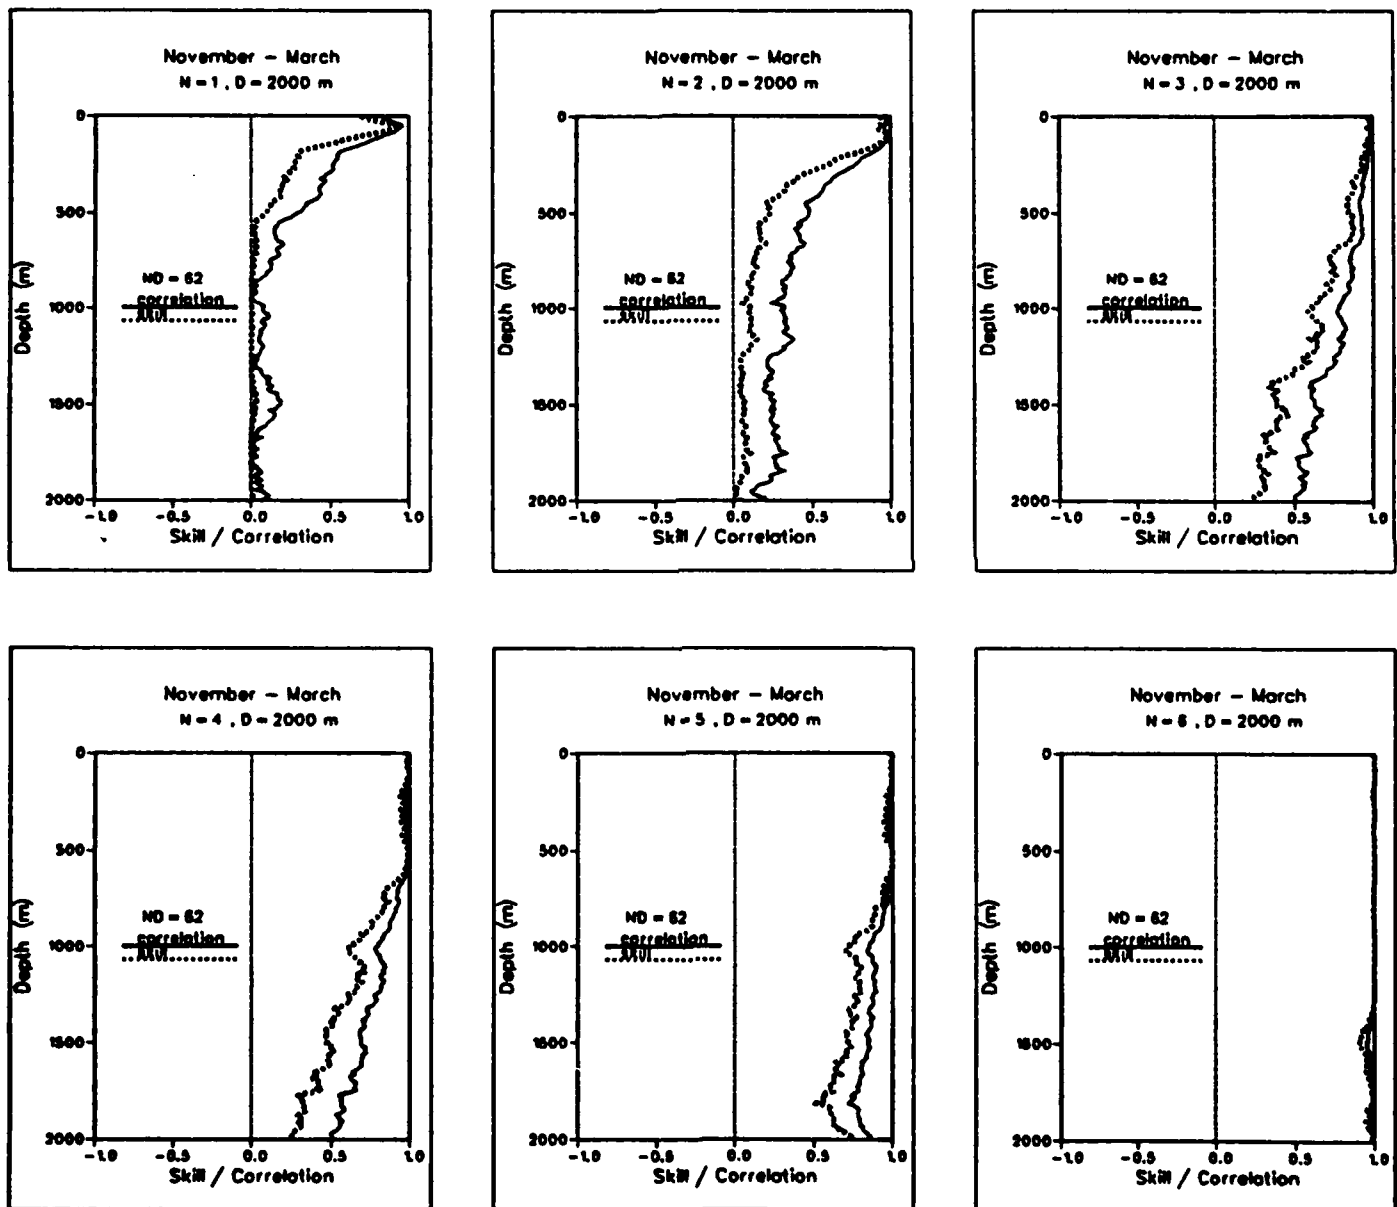 November - March
N = 1 , D = 2000 m
0
500
1000
1500
2000
Depth (m)
ND = 62
correlation
skill
-1.0 -0.5 0.0 0.5 1.0
Skill / Correlation
November - March
N = 2 , D = 2000 m
0
500
1000
1500
2000
Depth (m)
ND = 62
correlation
skill
-1.0 -0.5 0.0 0.5 1.0
Skill / Correlation
November - March
N = 3 , D = 2000 m
0
500
1000
1500
2000
Depth (m)
ND = 62
correlation
skill
-1.0 -0.5 0.0 0.5 1.0
Skill / Correlation
November - March
N = 4 , D = 2000 m
0
500
1000
1500
2000
Depth (m)
ND = 62
correlation
skill
-1.0 -0.5 0.0 0.5 1.0
Skill / Correlation
November - March
N = 5 , D = 2000 m
0
500
1000
1500
2000
Depth (m)
ND = 62
correlation
skill
-1.0 -0.5 0.0 0.5 1.0
Skill / Correlation
November - March
N = 6 , D = 2000 m
0
500
1000
1500
2000
Depth (m)
ND = 62
correlation
skill
-1.0 -0.5 0.0 0.5 1.0
Skill / Correlation